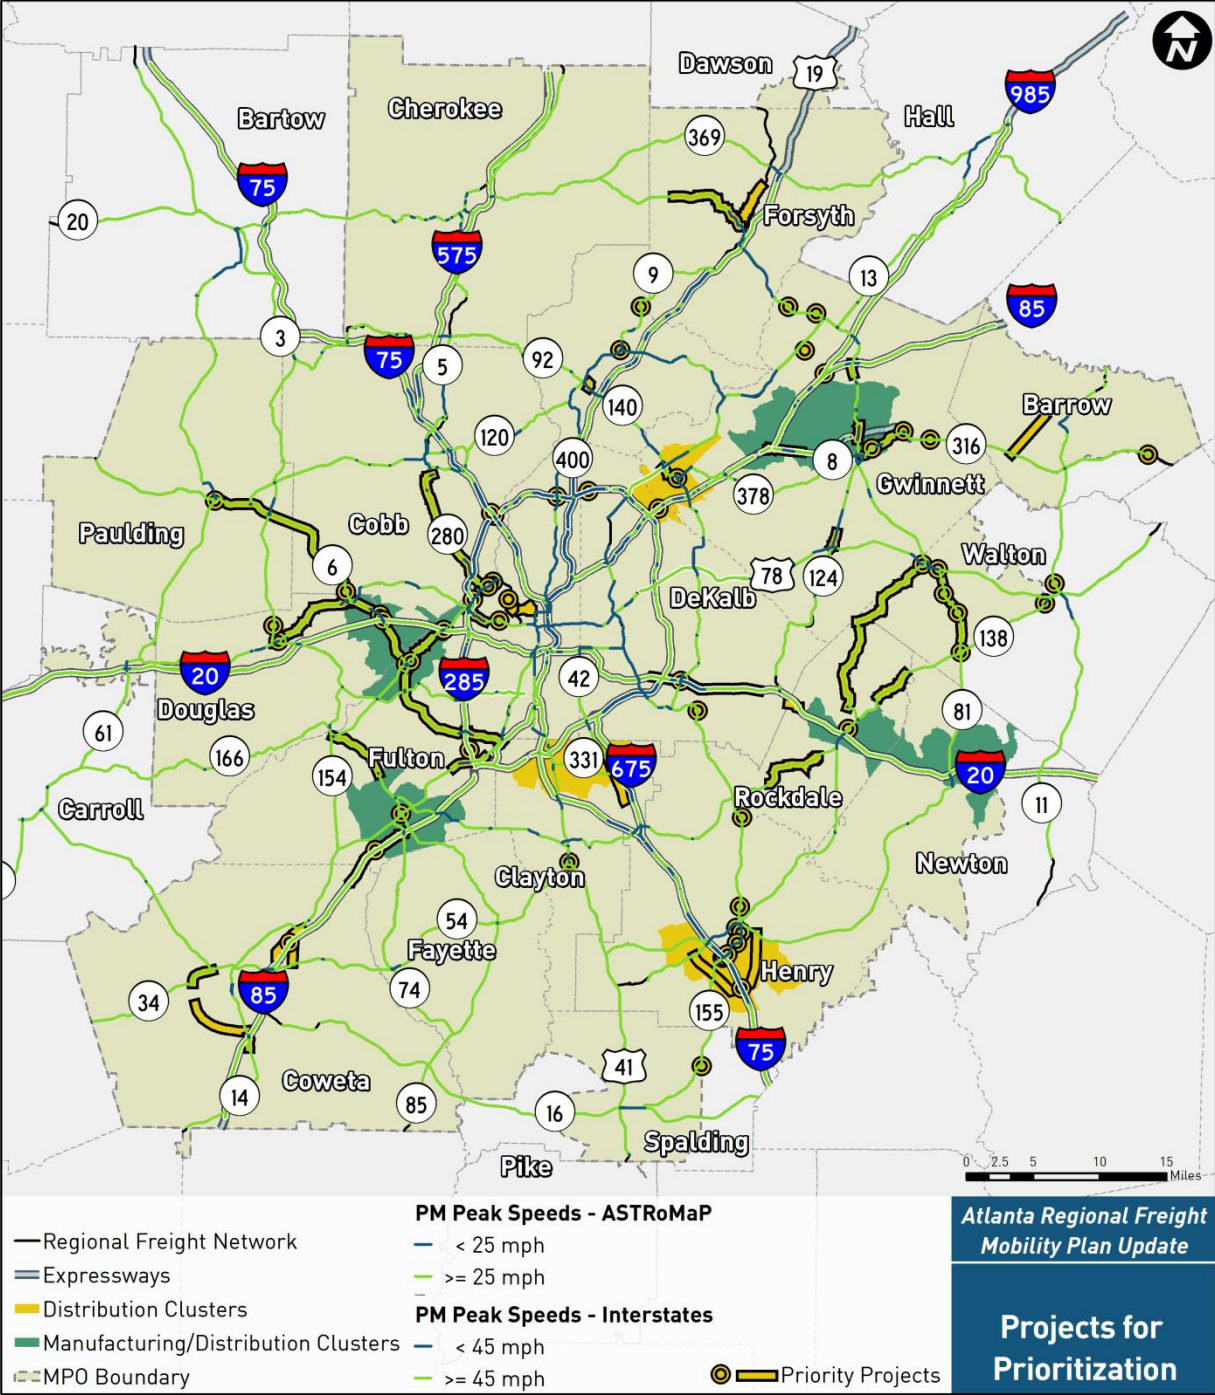 N
Dawson
19
985
Bartow
Cherokee
Hall
369
75
20
Forsyth
575
9
13
85
3
75
5
92
140
Barrow
120
400
8
316
Gwinnett
378
Paulding
Cobb
280
Walton
6
78
124
DeKalb
138
20
285
42
Douglas
81
61
166
Fulton
331
675
154
20
Carroll
Rockdale
11
Clayton
Newton
54
Fayette
Henry
34
85
74
155
75
41
Coweta
14
85
16
Spalding
Pike
0 2.5 5 10 15
Miles
Regional Freight Network
Expressways
Distribution Clusters
Manufacturing/Distribution Clusters
MPO Boundary
PM Peak Speeds - ASTRoMaP
< 25 mph
>= 25 mph
PM Peak Speeds - Interstates
< 45 mph
>= 45 mph
Priority Projects
Atlanta Regional Freight
Mobility Plan Update
Projects for
Prioritization